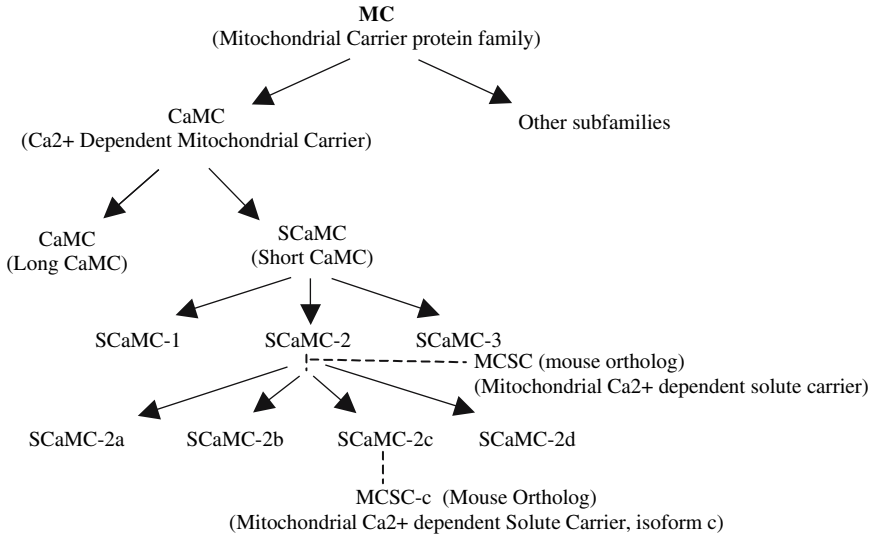 MC
(Mitochondrial Carrier protein family)
CaMC
(Ca2+ Dependent Mitochondrial Carrier)
Other subfamilies
CaMC
(Long CaMC)
SCaMC
(Short CaMC)
SCaMC-1
SCaMC-2
SCaMC-3
MCSC (mouse ortholog)
(Mitochondrial Ca2+ dependent solute carrier)
SCaMC-2a
SCaMC-2b
SCaMC-2c
SCaMC-2d
MCSC-c (Mouse Ortholog)
(Mitochondrial Ca2+ dependent Solute Carrier, isoform c)